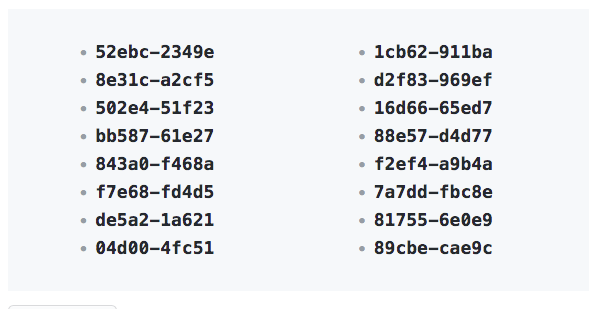 52ebc-2349e
8e31c-a2cf5
502e4-51f23
bb587-61e27
843a0-f468a
f7e68-fd4d5
de5a2-1a621
04d00-4fc51
1cb62-911ba
d2f83-969ef
16d66-65ed7
88e57-d4d77
f2ef4-a9b4a
7a7dd-fbc8e
81755-6e0e9
89cbe-cae9c